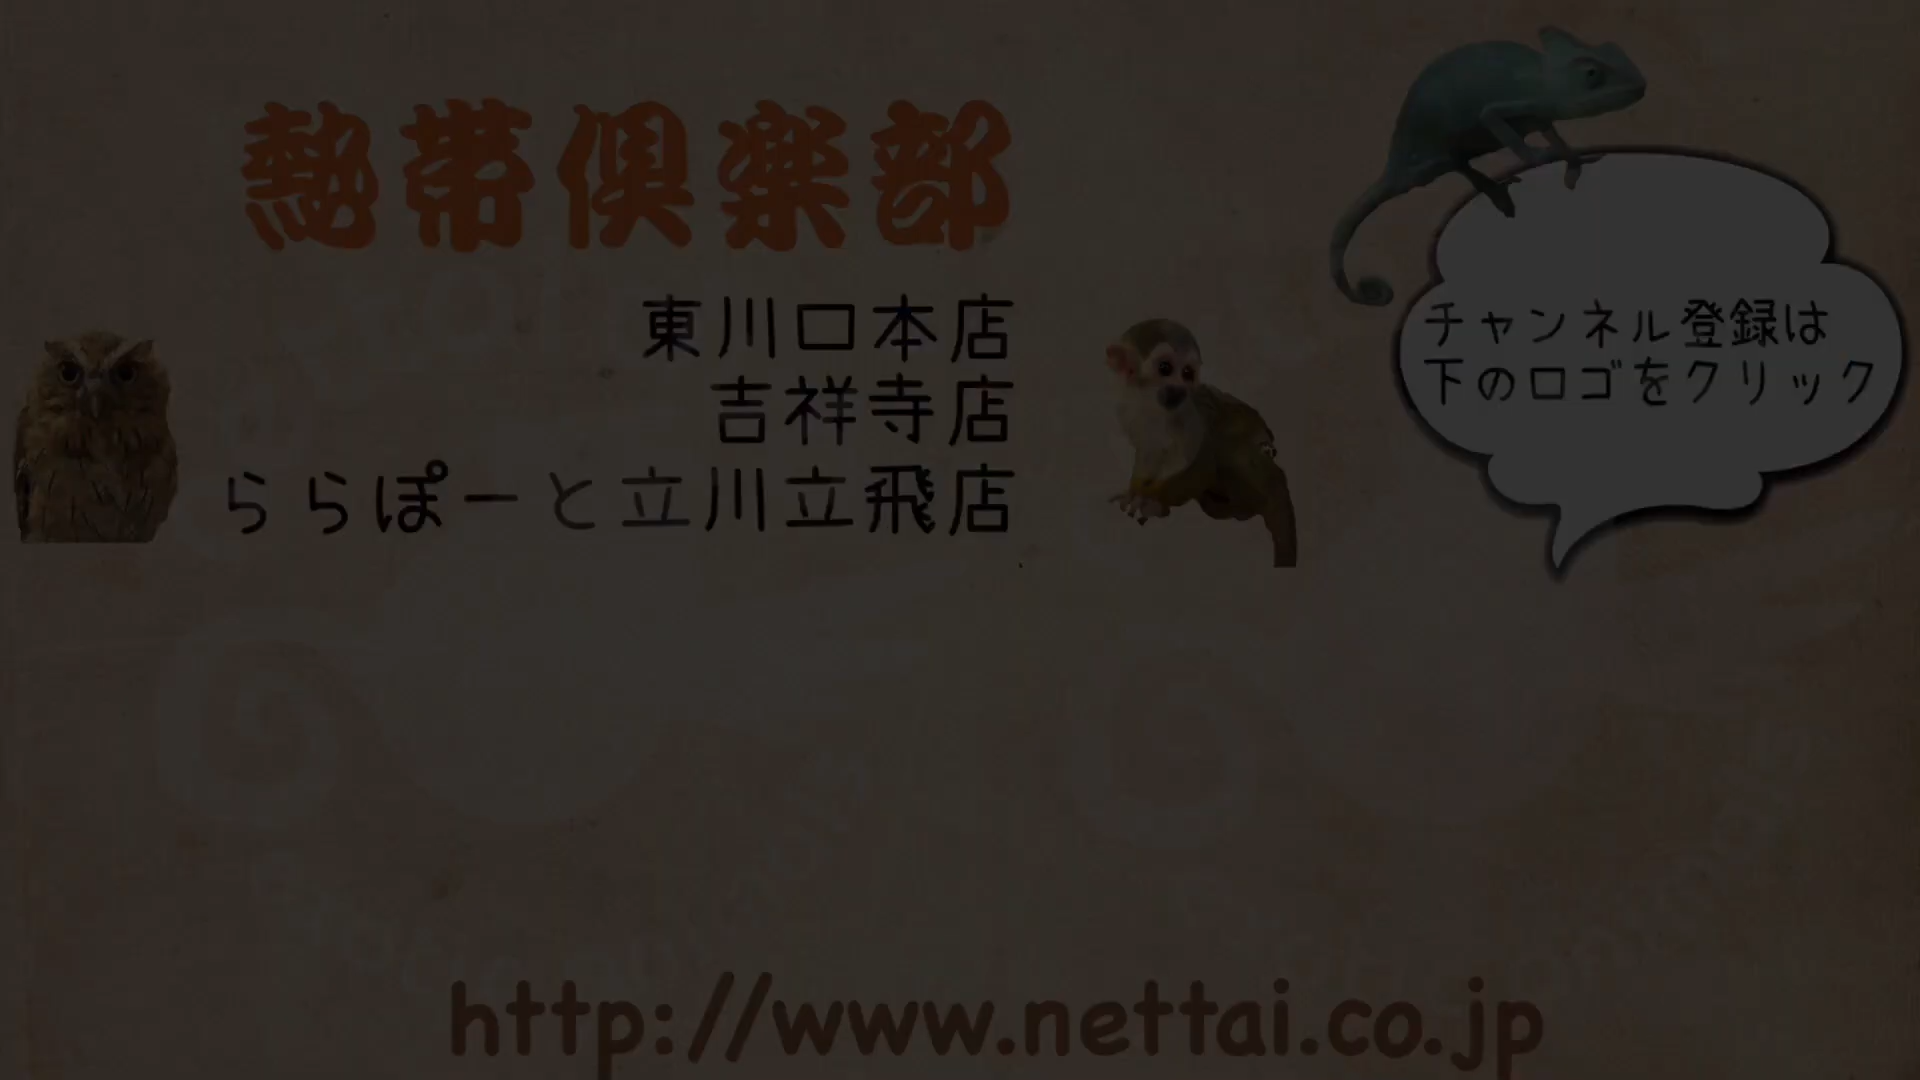 熱帯倶楽部
東川口本店
吉祥寺店
ららぽーと立川立飛店
チャンネル登録は
下のロゴをクリック
http://www.nettai.co.jp